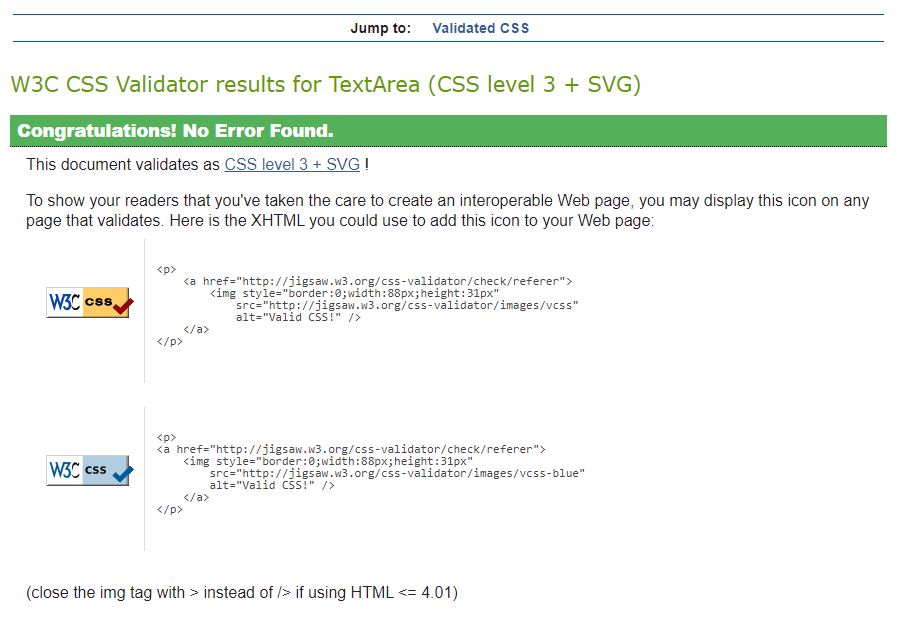 Jump to: Validated CSS
W3C CSS Validator results for TextArea (CSS level 3 + SVG)
Congratulations! No Error Found.
This document validates as CSS level 3 + SVG !
To show your readers that you've taken the care to create an interoperable Web page, you may display this icon on any
page that validates. Here is the XHTML you could use to add this icon to your Web page:
W3C css
<p>
<a href="http://jigsaw.w3.org/css-validator/check/referer">
<img style="border:0;width:88px;height:31px"
src="http://jigsaw.w3.org/css-validator/images/vcss"
alt="Valid CSS!" />
</a>
</p>
W3C css
<p>
<a href="http://jigsaw.w3.org/css-validator/check/referer">
<img style="border:0;width:88px;height:31px"
src="http://jigsaw.w3.org/css-validator/images/vcss-blue"
alt="Valid CSS!" />
</a>
</p>
(close the img tag with > instead of /> if using HTML <= 4.01)